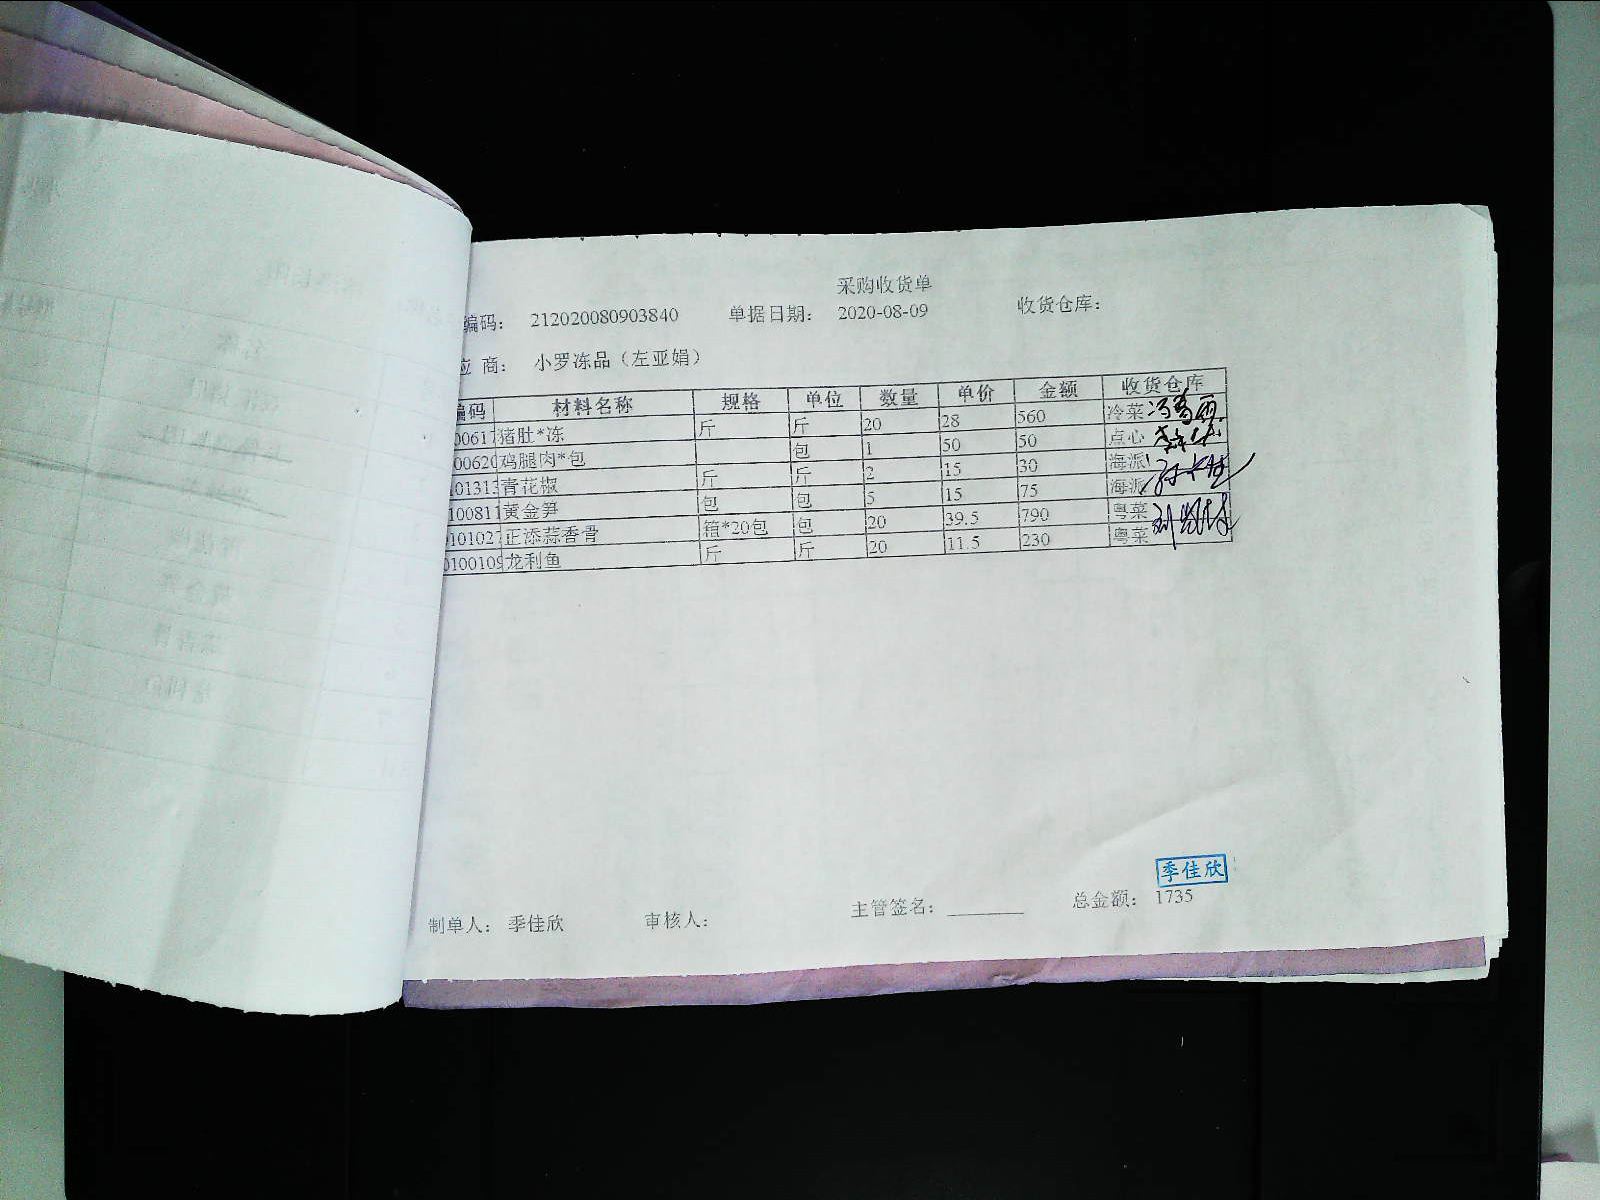 采购收货单
编码: 212020080903840 单据日期: 2020-08-09 收货仓库:
应 商: 小罗冻品（左亚娟）
编码 材料名称 规格 单位 数量 单价 金额 收货仓库
00617 猪肚*冻 斤 斤 20 28 560 冷菜
00620 鸡腿肉*包 包 1 50 50 点心
101313 青花椒 斤 斤 2 15 30 海派
100811 黄金笋 包 包 5 15 75 海派
0101027 正添蒜香骨 箱*20包 包 20 39.5 790 粤菜
0100109 龙利鱼 斤 斤 20 11.5 230 粤菜
季佳欣
制单人: 季佳欣 审核人: 主管签名: 总金额: 1735